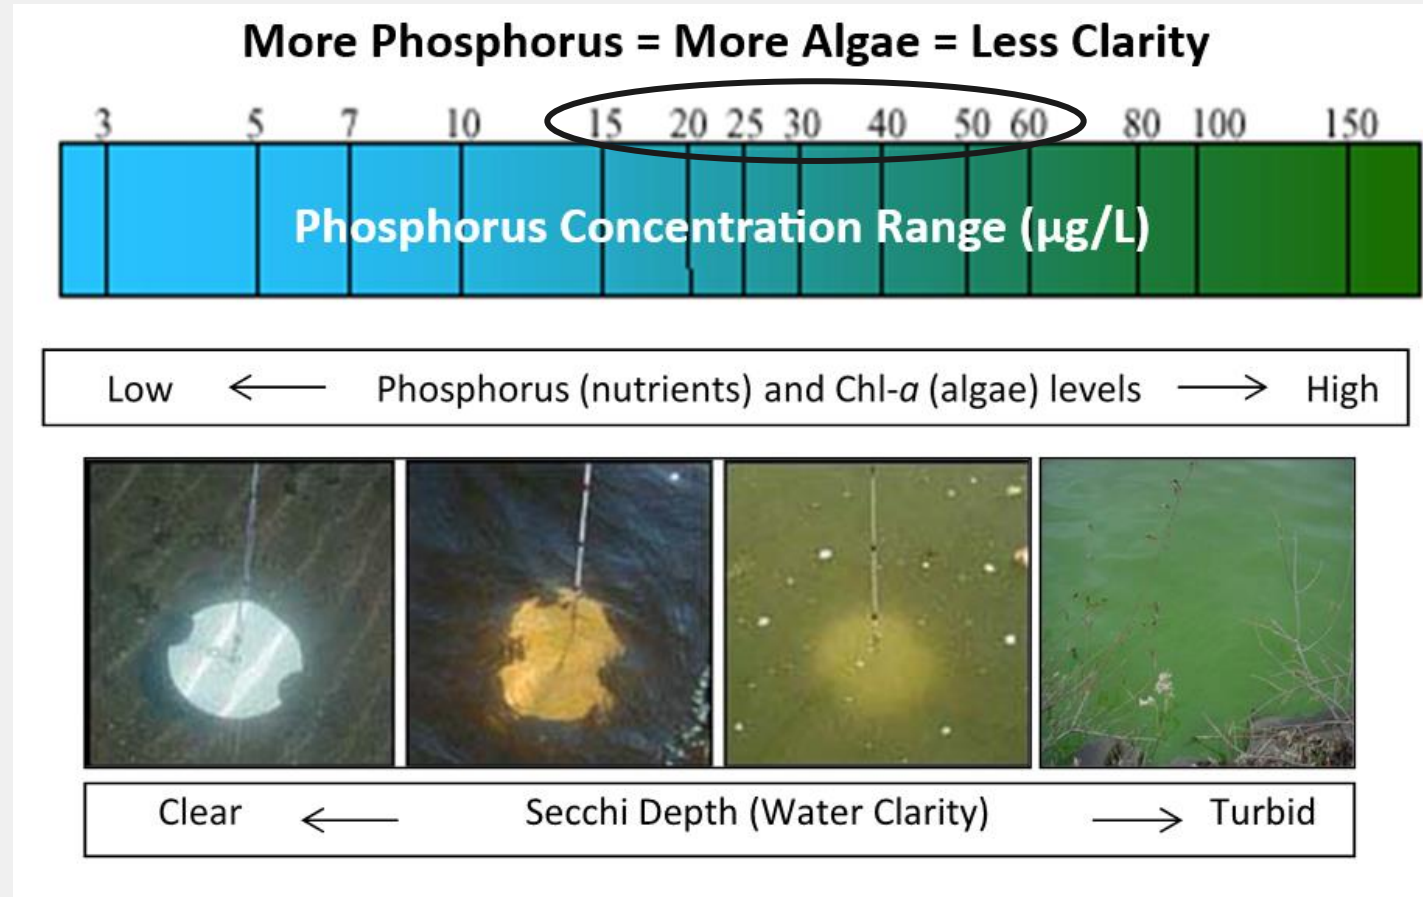 More Phosphorus = More Algae = Less Clarity
3 5 7 10 15 20 25 30 40 50 60 80 100 150
Phosphorus Concentration Range (µg/L)
Low ← Phosphorus (nutrients) and Chl-a (algae) levels → High
Clear ← Secchi Depth (Water Clarity) → Turbid